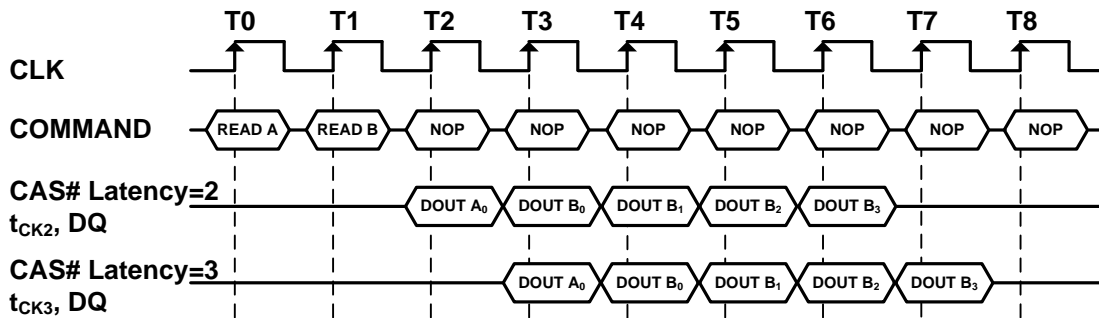 T0 T1 T2 T3 T4 T5 T6 T7 T8
CLK
COMMAND READ A READ B NOP NOP NOP NOP NOP NOP NOP
CAS# Latency=2
t_CK2, DQ DOUT A₀ DOUT B₀ DOUT B₁ DOUT B₂ DOUT B₃
CAS# Latency=3
t_CK3, DQ DOUT A₀ DOUT B₀ DOUT B₁ DOUT B₂ DOUT B₃